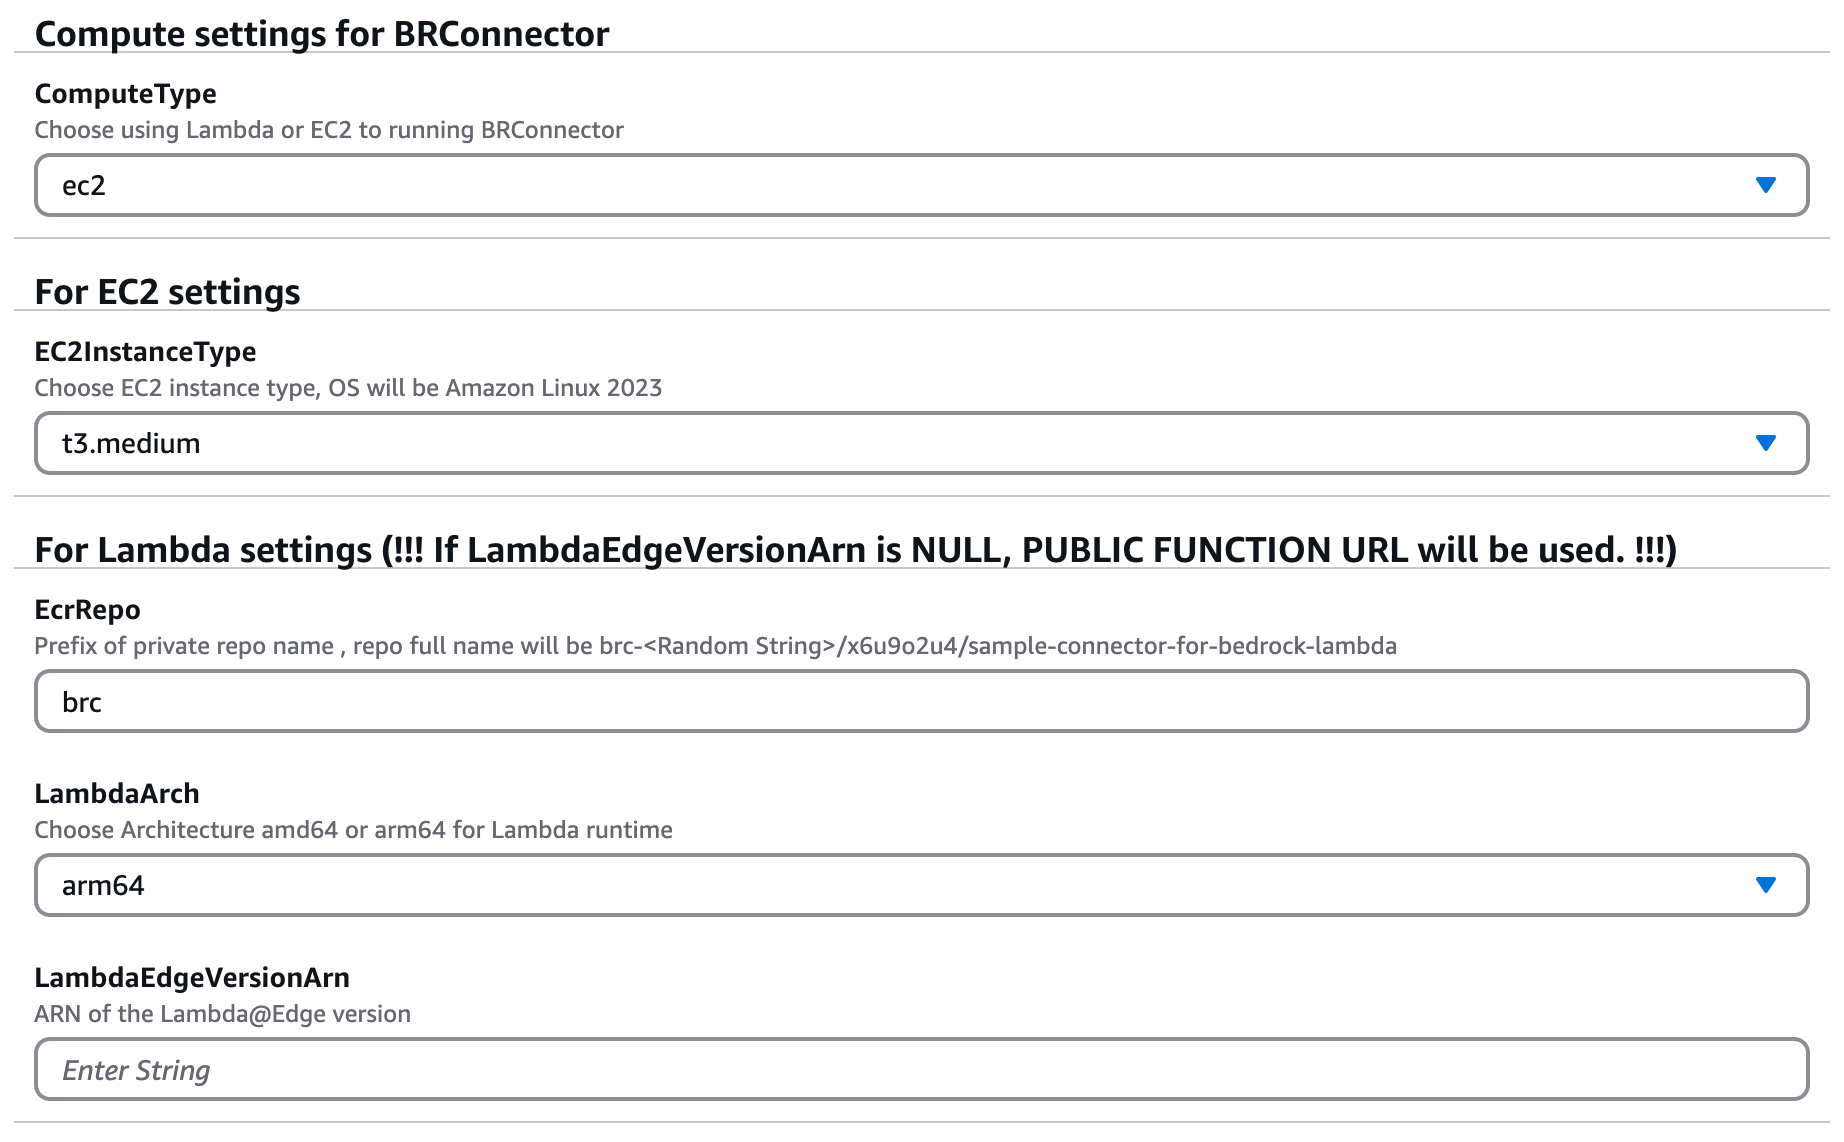 Compute settings for BRConnector
ComputeType
Choose using Lambda or EC2 to running BRConnector
ec2
For EC2 settings
EC2InstanceType
Choose EC2 instance type, OS will be Amazon Linux 2023
t3.medium
For Lambda settings (!!! If LambdaEdgeVersionArn is NULL, PUBLIC FUNCTION URL will be used. !!!)
EcrRepo
Prefix of private repo name , repo full name will be brc-<Random String>/x6u9o2u4/sample-connector-for-bedrock-lambda
brc
LambdaArch
Choose Architecture amd64 or arm64 for Lambda runtime
arm64
LambdaEdgeVersionArn
ARN of the Lambda@Edge version
Enter String